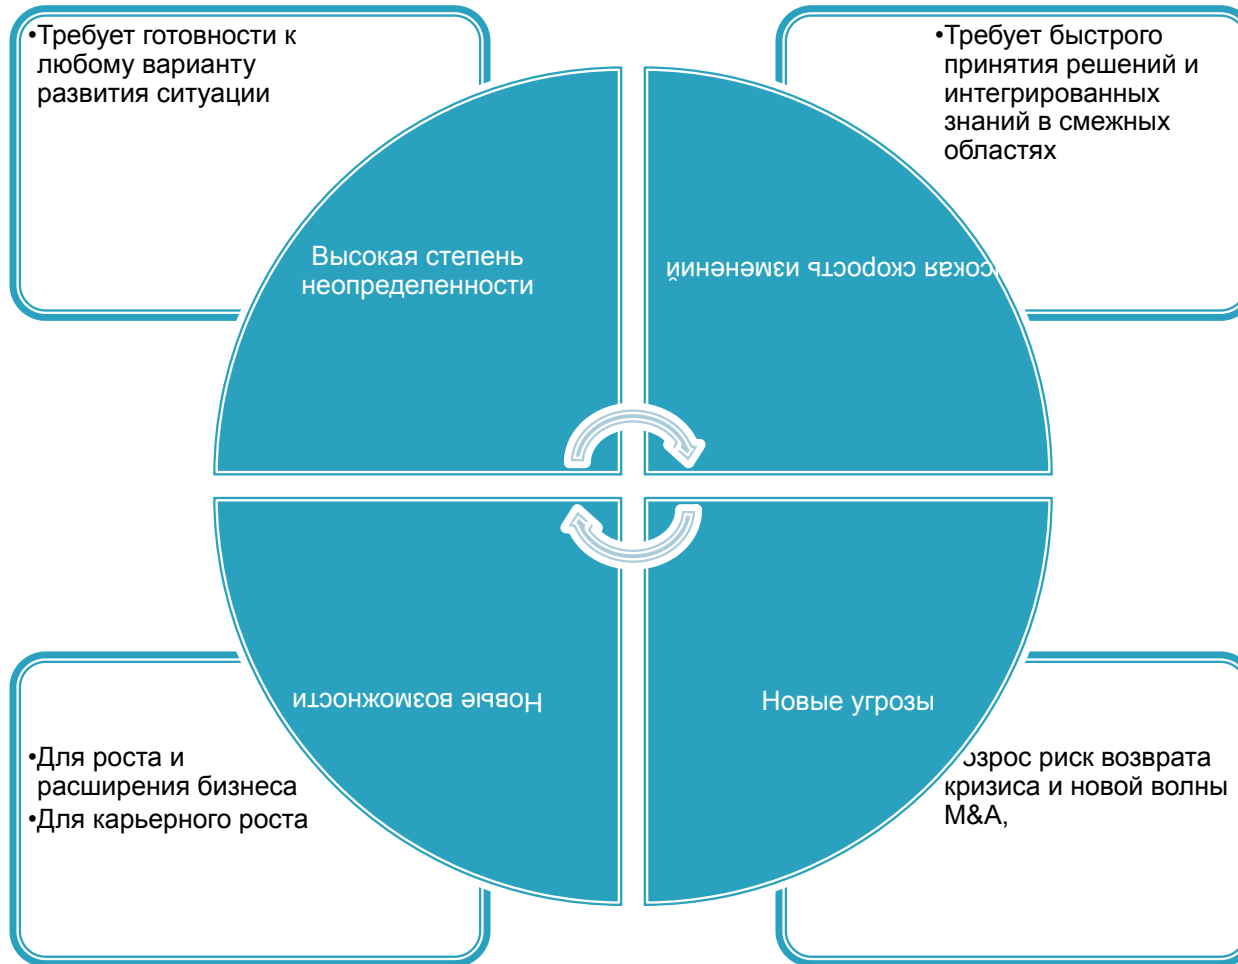 •Требует готовности к
любому варианту
развития ситуации
•Требует быстрого
принятия решений и
интегрированных
знаний в смежных
областях
Высокая степень
неопределенности
скорость изменений
Новые возможности
Новые угрозы
•Для роста и
расширения бизнеса
•Для карьерного роста
риск возврата
кризиса и новой волны
M&A,